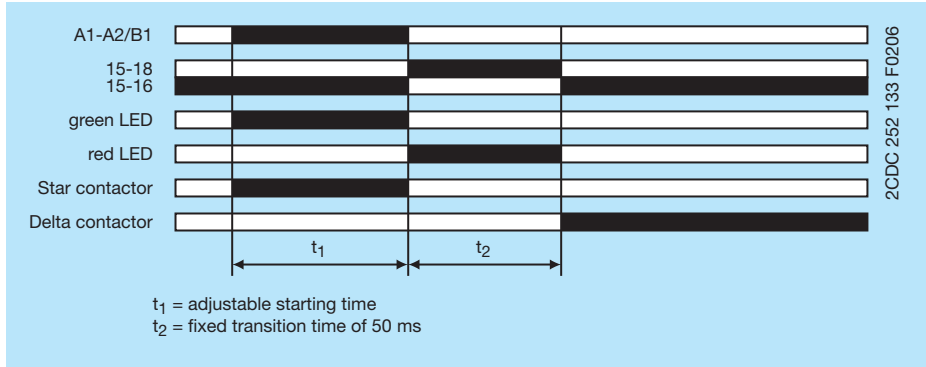 A1-A2/B1
15-18
15-16
green LED
red LED
Star contactor
Delta contactor
t1
t2
t1 = adjustable starting time
t2 = fixed transition time of 50 ms
2CDC 252 133 F0206